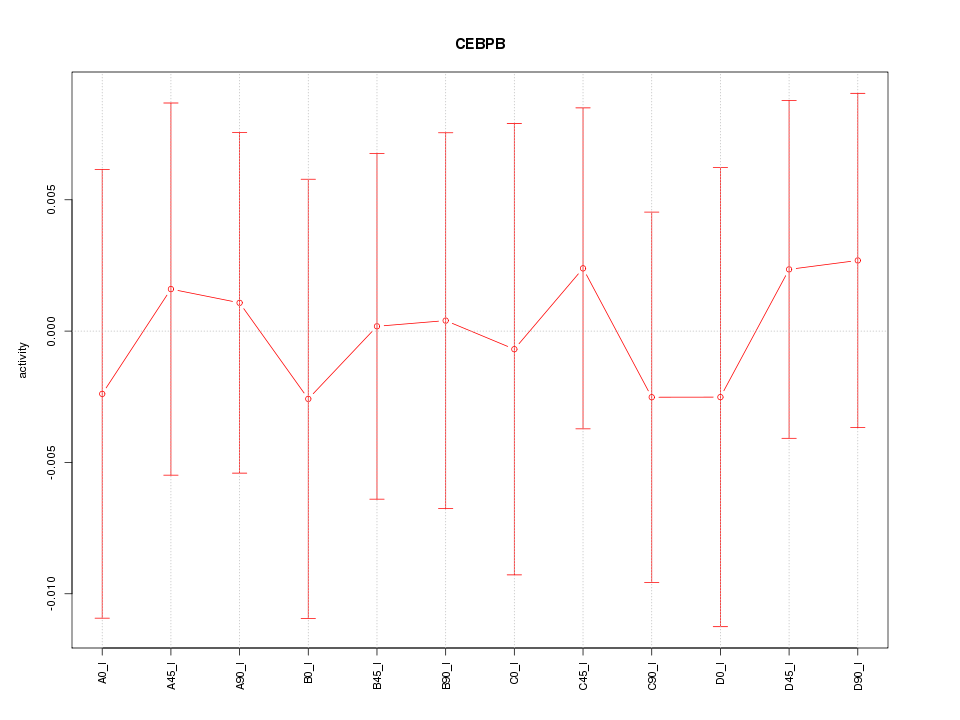 CEBPB
activity
0.005
0.000
-0.005
-0.010
A0_I
A45_I
A90_I
B0_I
B45_I
B90_I
C0_I
C45_I
C90_I
D0_I
D45_I
D90_I